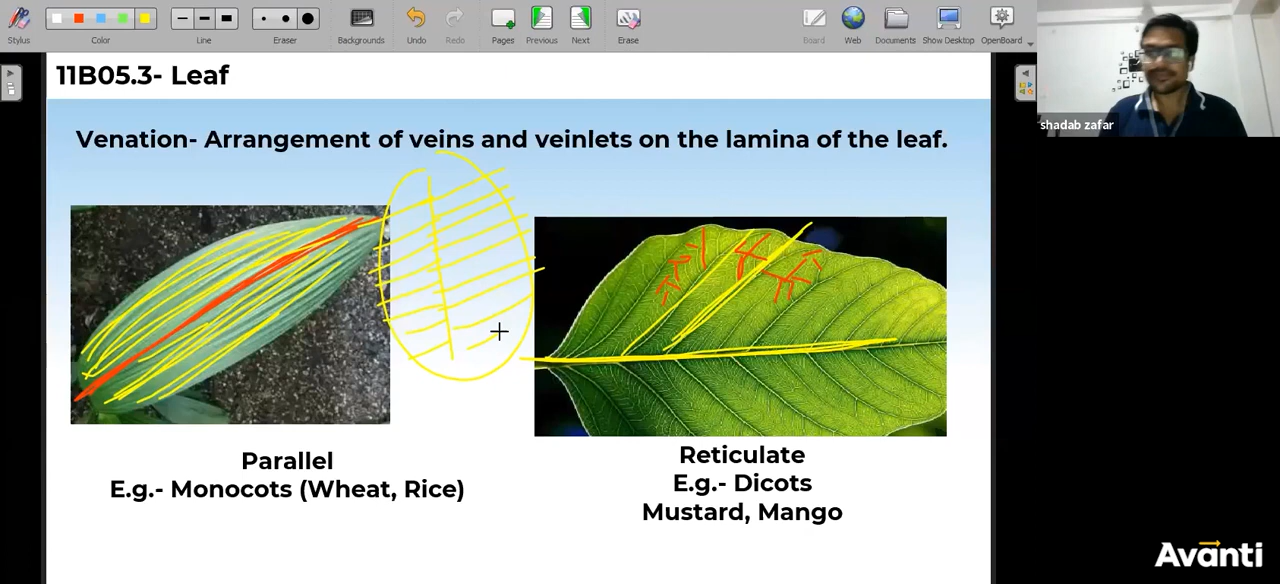 Stylus
Color
Line
Eraser
Backgrounds
Undo
Redo
Pages
Previous
Next
Erase
Board
Web
Documents
Show Desktop
OpenBoard
shadab zafar
11B05.3- Leaf
Venation- Arrangement of veins and veinlets on the lamina of the leaf.
Parallel
E.g.- Monocots (Wheat, Rice)
Reticulate
E.g.- Dicots
Mustard, Mango
Avanti